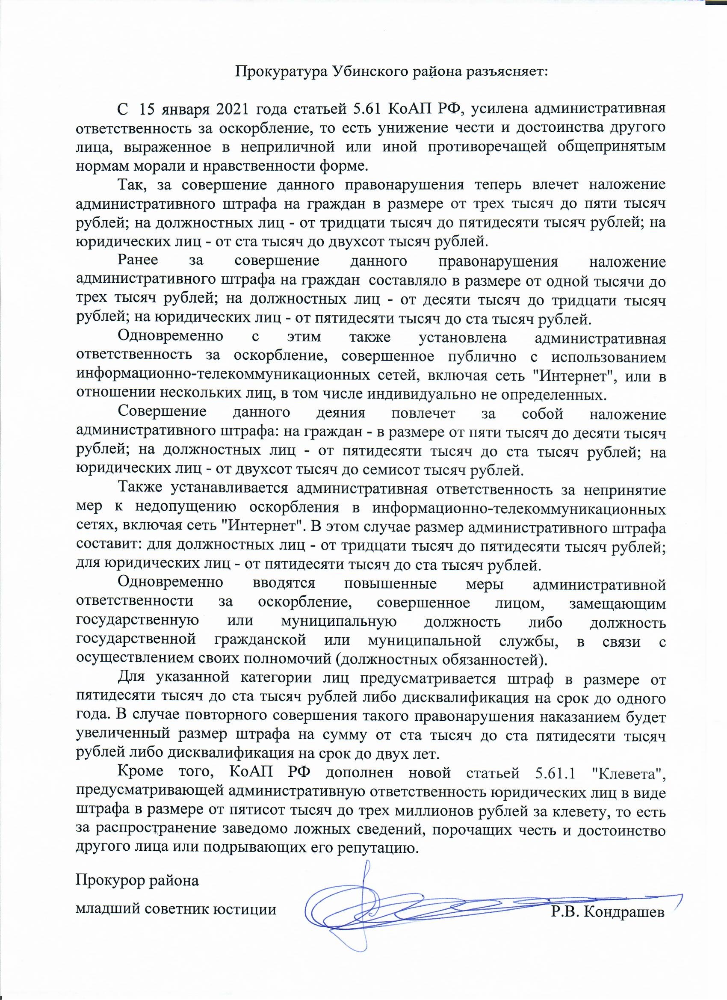 Прокуратура Убинского района разъясняет:
С 15 января 2021 года статьей 5.61 КоАП РФ, усилена административная
ответственность за оскорбление, то есть унижение чести и достоинства другого
лица, выраженное в неприличной или иной противоречащей общепринятым
нормам морали и нравственности форме.
Так, за совершение данного правонарушения теперь влечет наложение
административного штрафа на граждан в размере от трех тысяч до пяти тысяч
рублей; на должностных лиц - от тридцати тысяч до пятидесяти тысяч рублей; на
юридических лиц - от ста тысяч до двухсот тысяч рублей.
Ранее за совершение данного правонарушения наложение
административного штрафа на граждан составляло в размере от одной тысячи до
трех тысяч рублей; на должностных лиц - от десяти тысяч до тридцати тысяч
рублей; на юридических лиц - от пятидесяти тысяч до ста тысяч рублей.
Одновременно с этим также установлена административная
ответственность за оскорбление, совершенное публично с использованием
информационно-телекоммуникационных сетей, включая сеть "Интернет", или в
отношении нескольких лиц, в том числе индивидуально не определенных.
Совершение данного деяния повлечет за собой наложение
административного штрафа: на граждан - в размере от пяти тысяч до десяти тысяч
рублей; на должностных лиц - от пятидесяти тысяч до ста тысяч рублей; на
юридических лиц - от двухсот тысяч до семисот тысяч рублей.
Также устанавливается административная ответственность за непринятие
мер к недопущению оскорбления в информационно-телекоммуникационных
сетях, включая сеть "Интернет". В этом случае размер административного штрафа
составит: для должностных лиц - от тридцати тысяч до пятидесяти тысяч рублей;
для юридических лиц - от пятидесяти тысяч до ста тысяч рублей.
Одновременно вводятся повышенные меры административной
ответственности за оскорбление, совершенное лицом, замещающим
государственную или муниципальную должность либо должность
государственной гражданской или муниципальной службы, в связи с
осуществлением своих полномочий (должностных обязанностей).
Для указанной категории лиц предусматривается штраф в размере от
пятидесяти тысяч до ста тысяч рублей либо дисквалификация на срок до одного
года. В случае повторного совершения такого правонарушения наказанием будет
увеличенный размер штрафа на сумму от ста тысяч до ста пятидесяти тысяч
рублей либо дисквалификация на срок до двух лет.
Кроме того, КоАП РФ дополнен новой статьей 5.61.1 "Клевета",
предусматривающей административную ответственность юридических лиц в виде
штрафа в размере от пятисот тысяч до трех миллионов рублей за клевету, то есть
за распространение заведомо ложных сведений, порочащих честь и достоинство
другого лица или подрывающих его репутацию.
Прокурор района
младший советник юстиции Р.В. Кондрашев